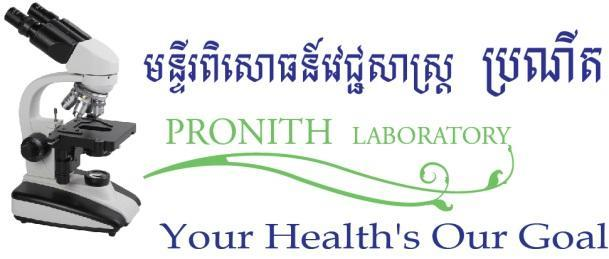 មន្ទីរពិសោធន៍វេជ្ជសាស្ត្រ ប្រណីត
PRONITH LABORATORY
Your Health's Our Goal